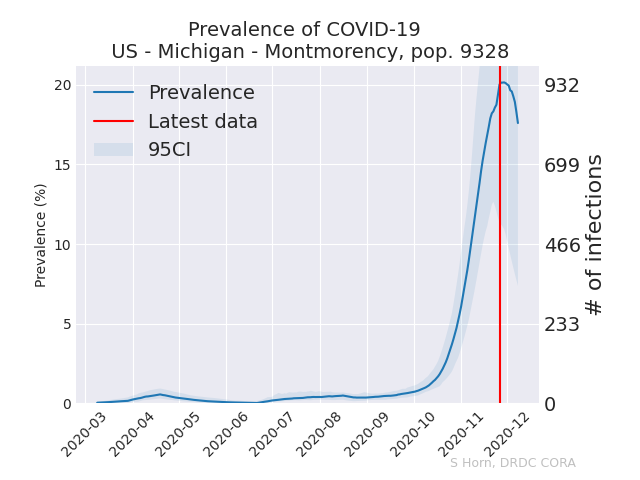 Prevalence of COVID-19
US - Michigan - Montmorency, pop. 9328
Prevalence
Latest data
95CI
Prevalence (%)
20
15
10
5
0
932
699
466
233
0
# of infections
2020-03
2020-04
2020-05
2020-06
2020-07
2020-08
2020-09
2020-10
2020-11
2020-12
S Horn, DRDC CORA